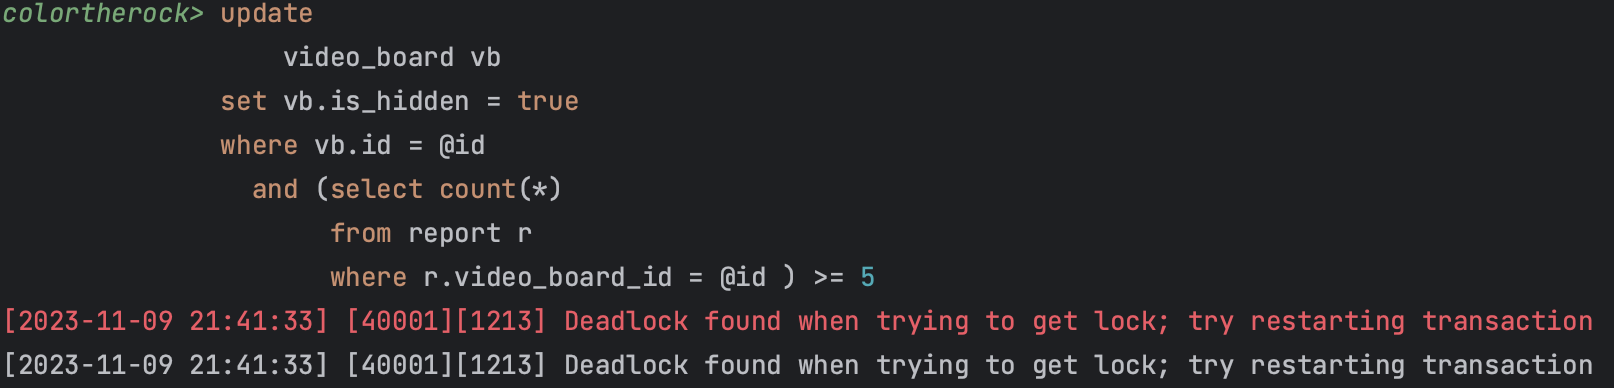 colortherock> update
video_board vb
set vb.is_hidden = true
where vb.id = @id
and (select count(*)
from report r
where r.video_board_id = @id ) >= 5
[2023-11-09 21:41:33] [40001][1213] Deadlock found when trying to get lock; try restarting transaction
[2023-11-09 21:41:33] [40001][1213] Deadlock found when trying to get lock; try restarting transaction